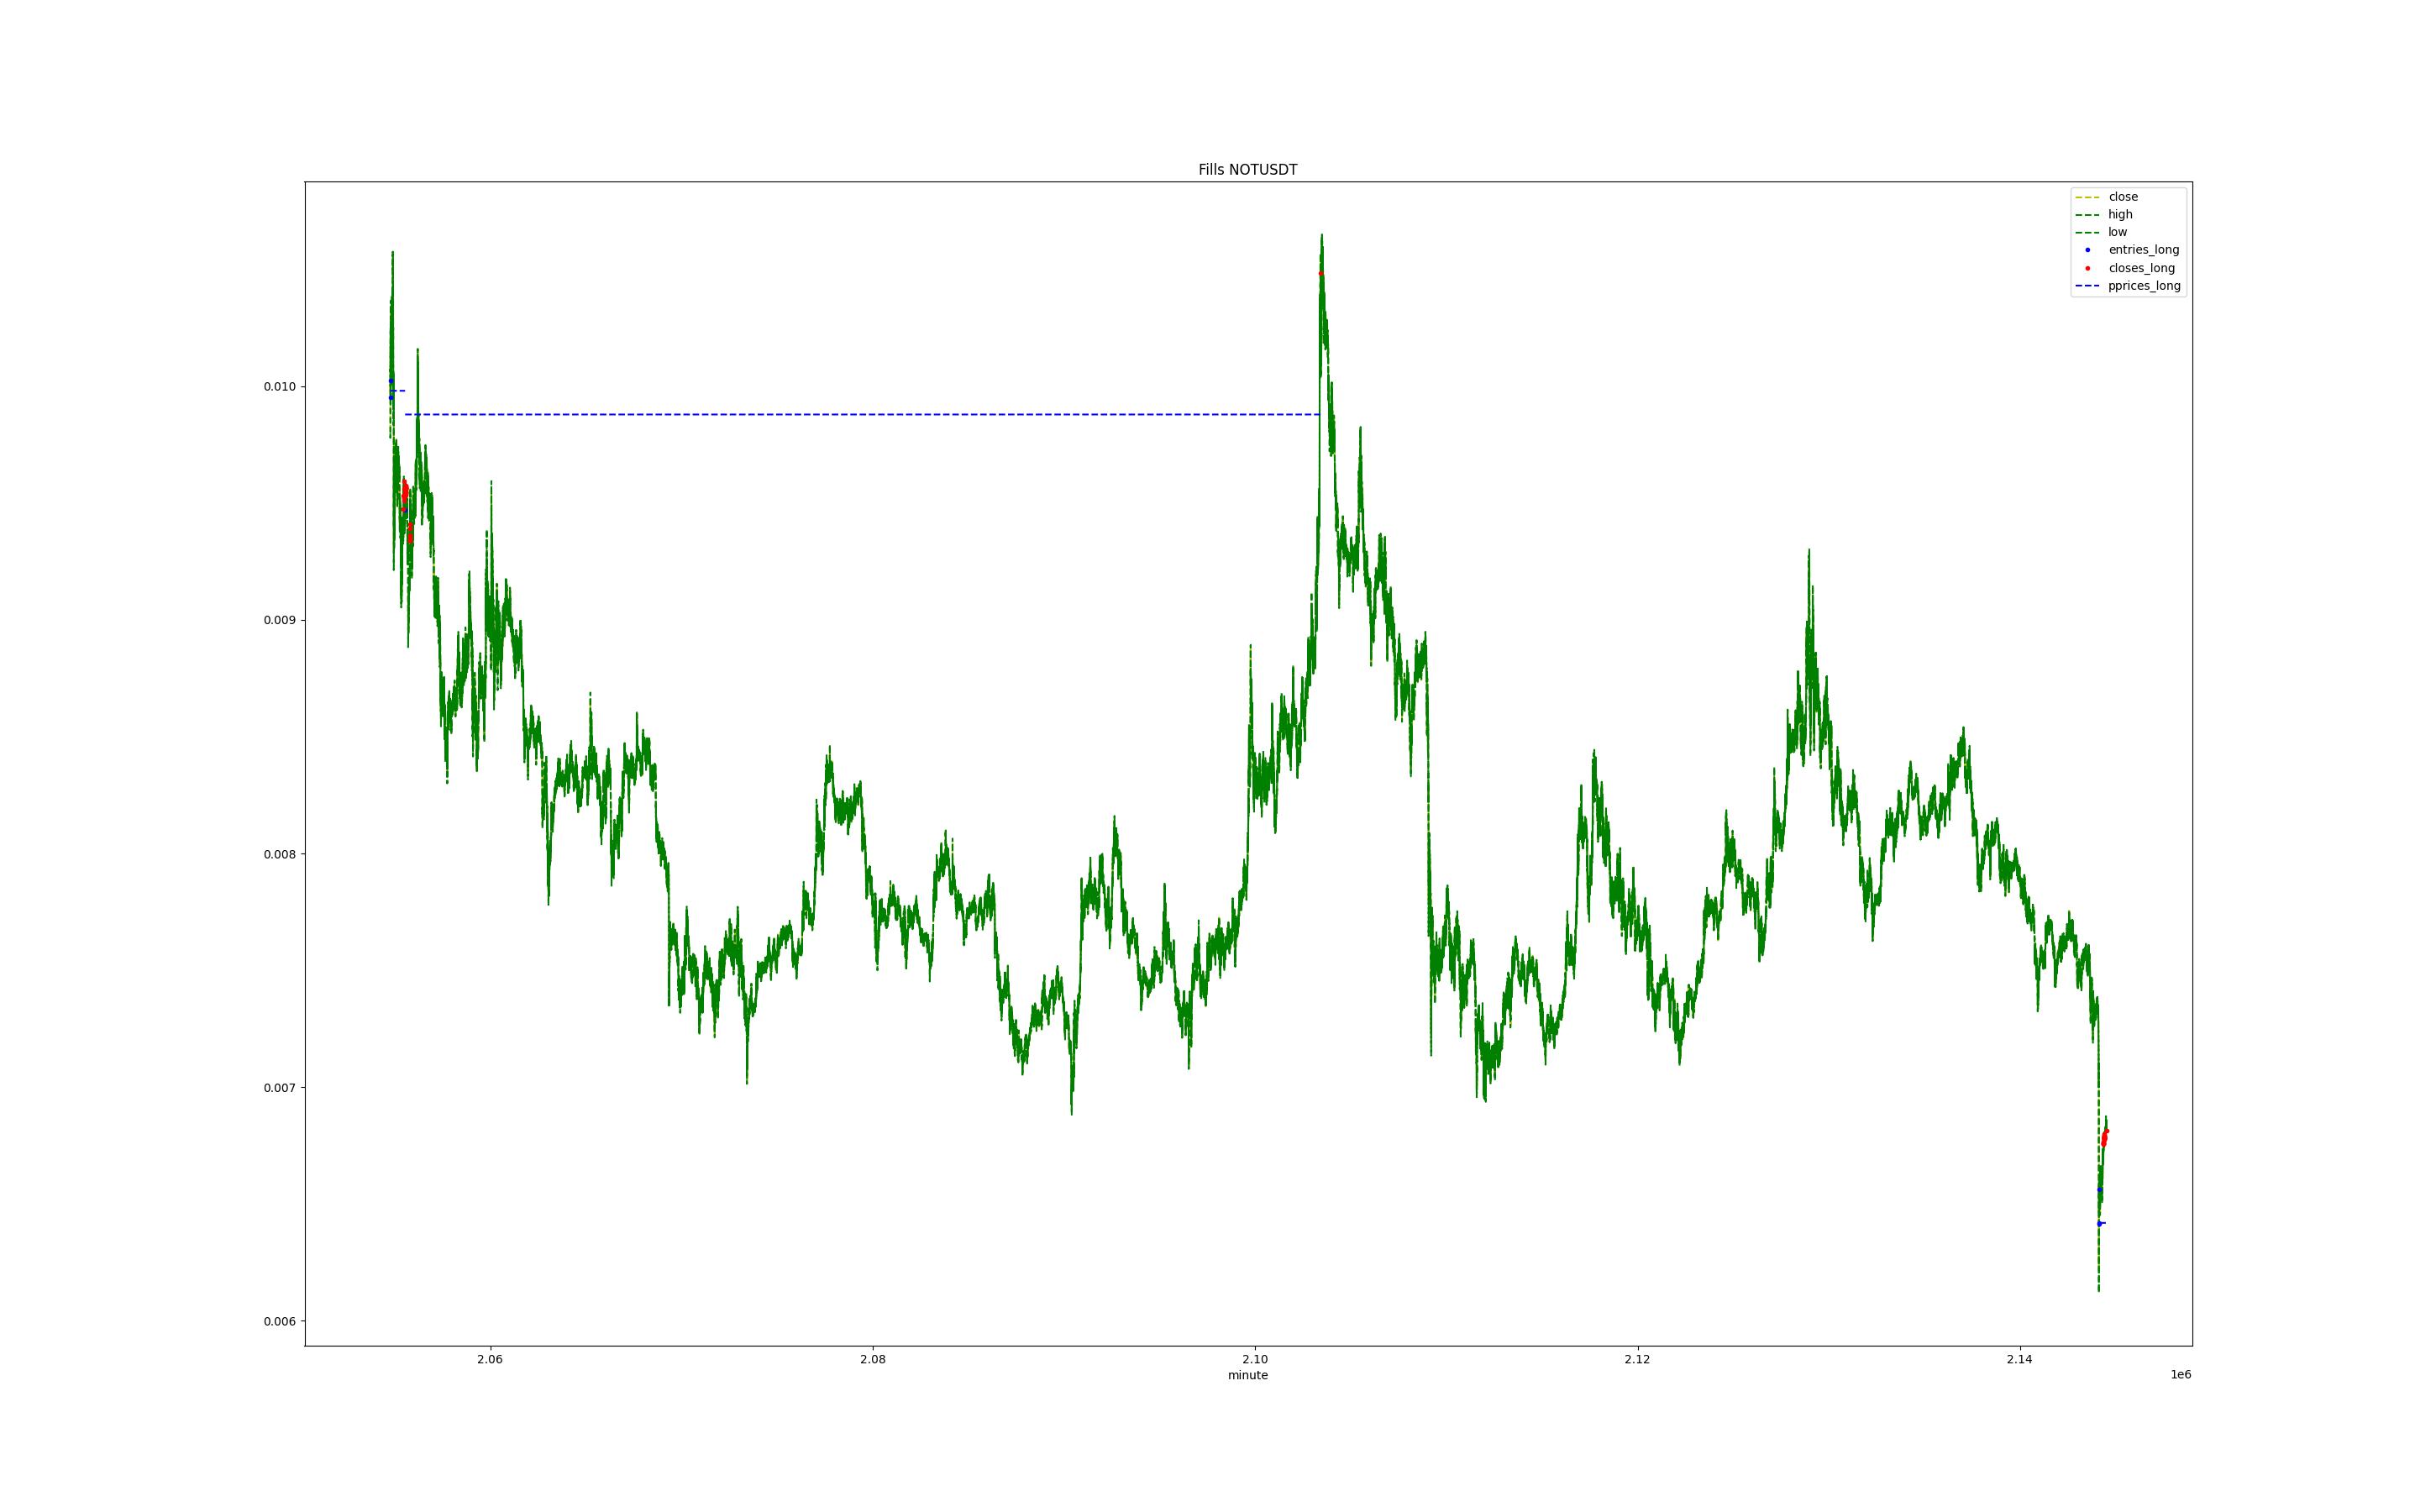 Fills NOTUSDT
close
high
low
entries_long
closes_long
pprices_long
0.010
0.009
0.008
0.007
0.006
2.06 2.08 2.10 2.12 2.14
minute
1e6